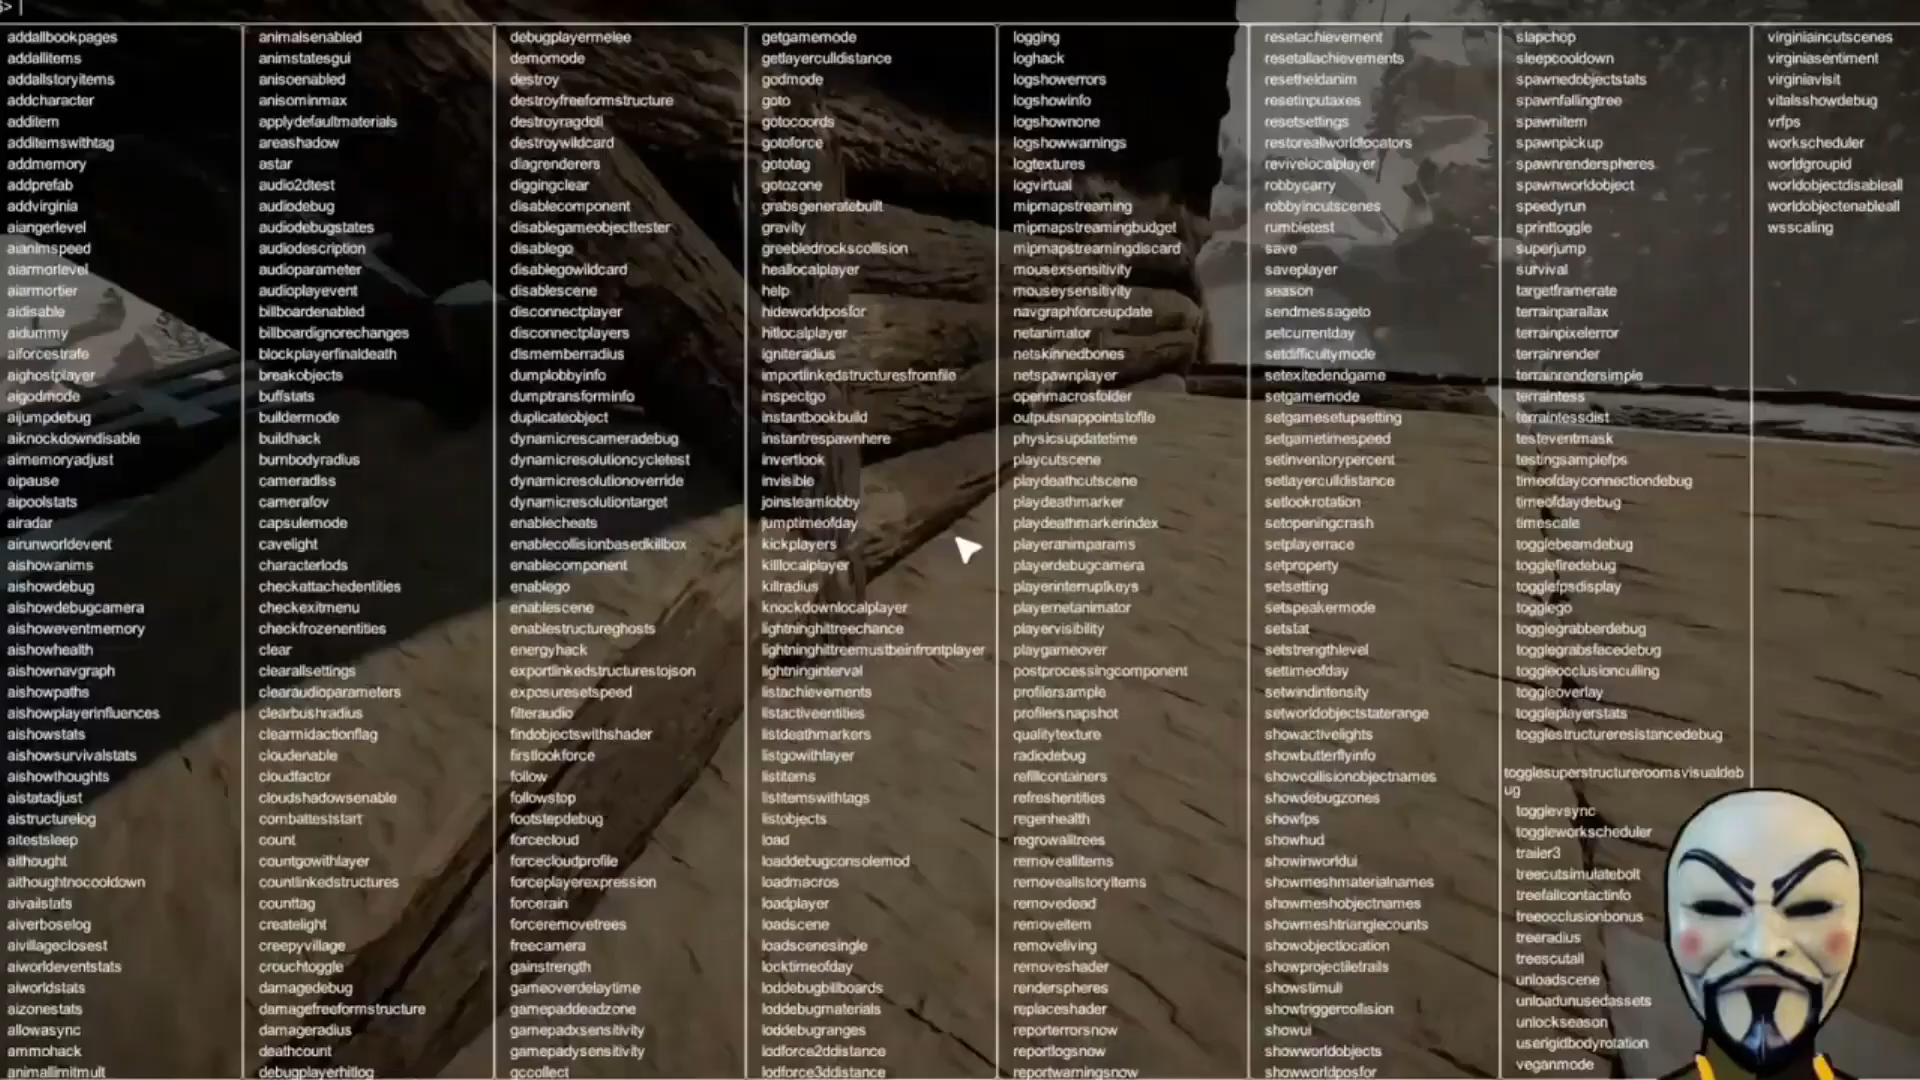 $> |
addallbookpages
addallitems
addallstoryitems
addcharacter
additem
additemswithtag
addmemory
addprefab
addvirginia
aiangerlevel
aianimspeed
aiarmorlevel
aiarmortier
aidisable
aidummy
aiforcestrafe
aighostplayer
aigodmode
aijumpdebug
aiknockdowndisable
aimemoryadjust
aipause
aipoolstats
airadar
airunworldevent
aishowanims
aishowdebug
aishowdebugcamera
aishoweventmemory
aishowhealth
aishownavgraph
aishowpaths
aishowplayerinfluences
aishowstats
aishowsurvivalstats
aishowthoughts
aistatadjust
aistructurelog
aitestsleep
aithought
aithoughtnocooldown
aivailstats
aiverboselog
aivillageclosest
aiworldeventstats
aiworldstats
aizonestats
allowasync
ammohack
animallimitmult
animalsenabled
animstatesgui
anisoenabled
anisominmax
applydefaultmaterials
areashadow
astar
audio2dtest
audiodebug
audiodebugstates
audiodescription
audioparameter
audioplayevent
billboardenabled
billboardignorechanges
blockplayerfinaldeath
breakobjects
buffstats
buildermode
buildhack
burnbodyradius
cameradlss
camerafov
capsulemode
cavelight
characterlods
checkattachedentities
checkexitmenu
checkfrozenentities
clear
clearallsettings
clearaudioparameters
clearbushradius
clearmidactionflag
cloudenable
cloudfactor
cloudshadowsenable
combatteststart
count
countgowithlayer
countlinkedstructures
counttag
createlight
creepyvillage
crouchtoggle
damagedebug
damagefreeformstructure
damageradius
deathcount
debugplayerhitlog
debugplayermelee
demomode
destroy
destroyfreeformstructure
destroyragdoll
destroywildcard
diagrenderers
diggingclear
disablecomponent
disablegameobjecttester
disablego
disablegowildcard
disablescene
disconnectplayer
disconnectplayers
dismemberradius
dumplobbyinfo
dumptransforminfo
duplicateobject
dynamicrescameradebug
dynamicresolutioncycletest
dynamicresolutionoverride
dynamicresolutiontarget
enablecheats
enablecollisionbasedkillbox
enablecomponent
enablego
enablescene
enablestructureghosts
energyhack
exportlinkedstructurestojson
exposuresetspeed
filteraudio
findobjectswithshader
firstlookforce
follow
followstop
footstepdebug
forcecloud
forcecloudprofile
forceplayerexpression
forcerain
forceremovetrees
freecamera
gainstrength
gameoverdelaytime
gamepaddeadzone
gamepadxsensitivity
gamepadysensitivity
gccollect
getgamemode
getlayerculldistance
godmode
goto
gotocoords
gotoforce
gototag
gotozone
grabsgeneratebuilt
gravity
greebledrockscollision
heallocalplayer
help
hideworldposfor
hitlocalplayer
igniteradius
importlinkedstructuresfromfile
inspectgo
instantbookbuild
instantrespawnhere
invertlook
invisible
joinsteamlobby
jumptimeofday
kickplayers
killlocalplayer
killradius
knockdownlocalplayer
lightninghittreechance
lightninghittreemustbeinfrontplayer
lightninginterval
listachievements
listactiveentities
listdeathmarkers
listgowithlayer
listitems
listitemswithtags
listobjects
load
loaddebugconsolemod
loadmacros
loadplayer
loadscene
loadscenesingle
locktimeofday
loddebugbillboards
loddebugmaterials
loddebugranges
lodforce2ddistance
lodforce3ddistance
logging
loghack
logshowerrors
logshowinfo
logshownone
logshowwarnings
logtextures
logvirtual
mipmapstreaming
mipmapstreamingbudget
mipmapstreamingdiscard
mousexsensitivity
mouseysensitivity
navgraphforceupdate
netanimator
netskinnedbones
netspawnplayer
openmacrosfolder
outputsnappointstofile
physicsupdatetime
playcutscene
playdeathcutscene
playdeathmarker
playdeathmarkerindex
playeranimparams
playerdebugcamera
playerinterruptkeys
playernetanimator
playervisibility
playgameover
postprocessingcomponent
profilersample
profilersnapshot
qualitytexture
radiodebug
refillcontainers
refreshentities
regenhealth
regrowalltrees
removeallitems
removeallstoryitems
removedead
removeitem
removeliving
removeshader
renderspheres
replaceshader
reporterrorsnow
reportlogsnow
reportwarningsnow
resetachievement
resetallachievements
resetheldanim
resetinputaxes
resetsettings
restoreallworldlocators
revivelocalplayer
robbycarry
robbyincutscenes
rumbletest
save
saveplayer
season
sendmessageto
setcurrentday
setdifficultymode
setexitedendgame
setgamemode
setgamesetupsetting
setgametimespeed
setinventorypercent
setlayerculldistance
setlookrotation
setopeningcrash
setplayerrace
setproperty
setsetting
setspeakermode
setstat
setstrengthlevel
settimeofday
setwindintensity
setworldobjectstaterange
showactivelights
showbutterflyinfo
showcollisionobjectnames
showdebugzones
showfps
showhud
showinworldui
showmeshmaterialnames
showmeshobjectnames
showmeshtrianglecounts
showobjectlocation
showprojectiletrails
showstimuli
showtriggercollision
showui
showworldobjects
showworldposfor
slapchop
sleepcooldown
spawnedobjectstats
spawnfallingtree
spawnitem
spawnpickup
spawnrenderspheres
spawnworldobject
speedyrun
sprinttoggle
superjump
survival
targetframerate
terrainparallax
terrainpixelerror
terrainrender
terrainrendersimple
terraintess
terraintessdist
testeventmask
testingsamplefps
timeofdayconnectiondebug
timeofdaydebug
timescale
togglebeamdebug
togglefiredebug
togglefpsdisplay
togglego
togglegrabberdebug
togglegrabsfacedebug
toggleocclusionculling
toggleoverlay
toggleplayerstats
togglestructureresistancedebug
togglesuperstructureroomsvisualdeb
ug
togglevsync
toggleworkscheduler
trailer3
treecutsimulatebolt
treefallcontactinfo
treeocclusionbonus
treeradius
treescutall
unloadscene
unloadunusedassets
unlockseason
userigidbodyrotation
veganmode
virginiaincutscenes
virginiasentiment
virginiavisit
vitalsshowdebug
vrfps
workscheduler
worldgroupid
worldobjectdisableall
worldobjectenableall
wsscaling